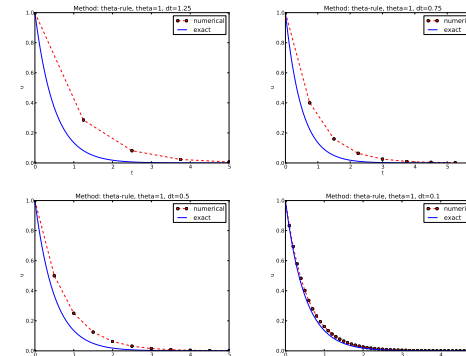 Method: theta-rule, theta=1, dt=1.25
numerical
exact
u
1.0
0.8
0.6
0.4
0.2
0.0
0 1 2 3 4 5
t
Method: theta-rule, theta=1, dt=0.75
numerical
exact
u
1.0
0.8
0.6
0.4
0.2
0.0
0 1 2 3 4 5
t
Method: theta-rule, theta=1, dt=0.5
numerical
exact
u
1.0
0.8
0.6
0.4
0.2
0.0
0 1 2 3 4 5
Method: theta-rule, theta=1, dt=0.1
numerical
exact
u
1.0
0.8
0.6
0.4
0.2
0.0
0 1 2 3 4